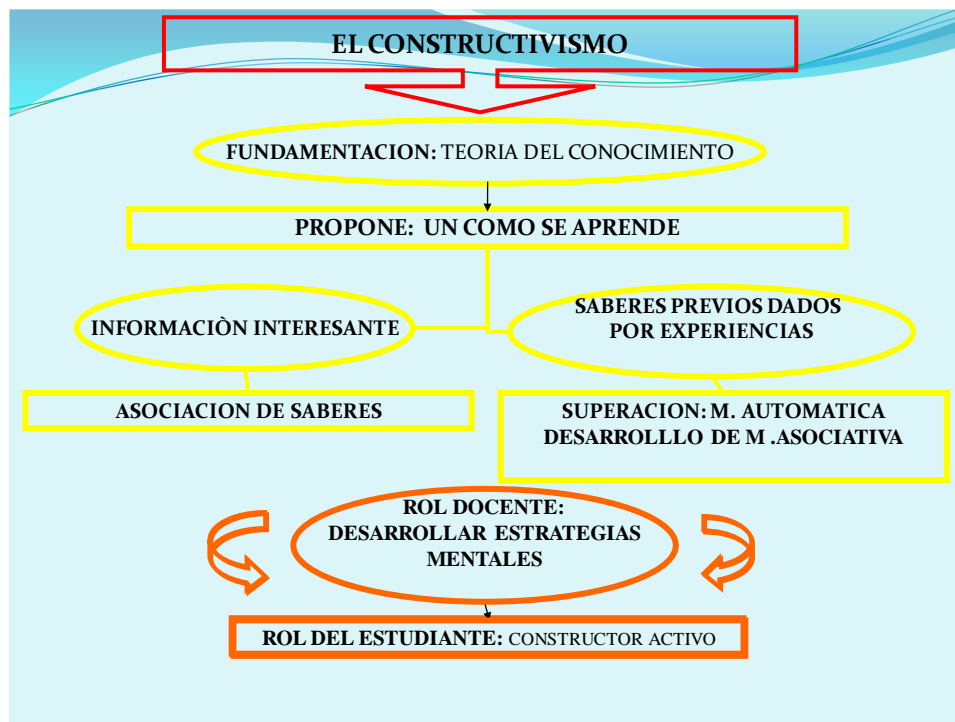 EL CONSTRUCTIVISMO
FUNDAMENTACION: TEORIA DEL CONOCIMIENTO
PROPONE: UN COMO SE APRENDE
INFORMACIÒN INTERESANTE
SABERES PREVIOS DADOS
POR EXPERIENCIAS
ASOCIACION DE SABERES
SUPERACION: M. AUTOMATICA
DESARROLLLO DE M .ASOCIATIVA
ROL DOCENTE:
DESARROLLAR ESTRATEGIAS
MENTALES
ROL DEL ESTUDIANTE: CONSTRUCTOR ACTIVO